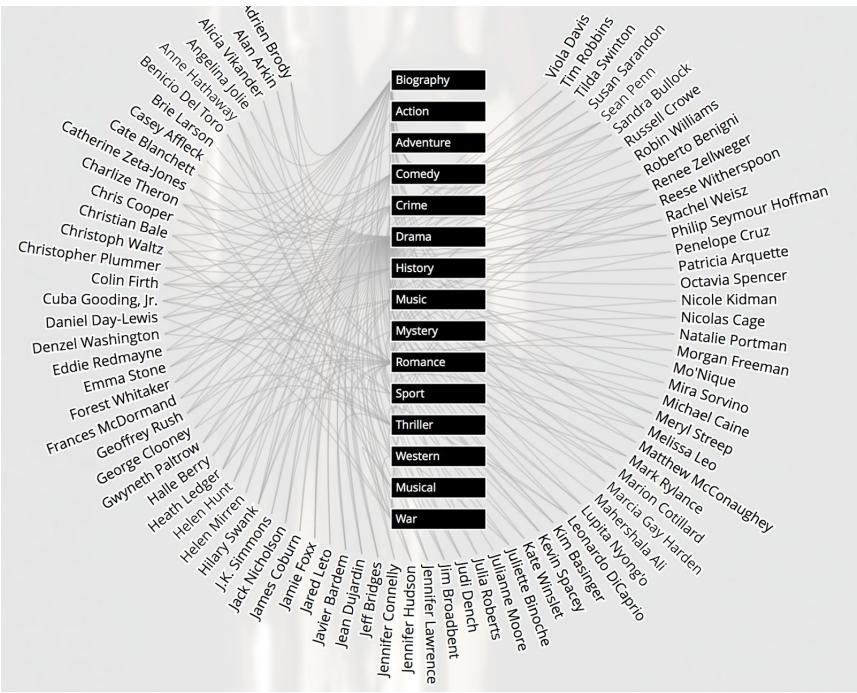 Adrien Brody
Alan Arkin
Alicia Vikander
Angelina Jolie
Anne Hathaway
Benicio Del Toro
Brie Larson
Casey Affleck
Cate Blanchett
Catherine Zeta-Jones
Charlize Theron
Chris Cooper
Christian Bale
Christoph Waltz
Christopher Plummer
Colin Firth
Cuba Gooding, Jr.
Daniel Day-Lewis
Denzel Washington
Eddie Redmayne
Emma Stone
Forest Whitaker
Frances McDormand
Geoffrey Rush
George Clooney
Gwyneth Paltrow
Halle Berry
Heath Ledger
Helen Hunt
Helen Mirren
Hilary Swank
J.K. Simmons
Jack Nicholson
James Coburn
Jamie Foxx
Jared Leto
Javier Bardem
Jean Dujardin
Jeff Bridges
Jennifer Connelly
Jennifer Hudson
Jennifer Lawrence
Jim Broadbent
Judi Dench
Julia Roberts
Julianne Moore
Juliette Binoche
Kate Winslet
Kevin Spacey
Kim Basinger
Leonardo DiCaprio
Lupita Nyong'o
Mahershala Ali
Marcia Gay Harden
Marion Cotillard
Mark Rylance
Matthew McConaughey
Melissa Leo
Meryl Streep
Michael Caine
Mira Sorvino
Mo'Nique
Morgan Freeman
Natalie Portman
Nicolas Cage
Nicole Kidman
Octavia Spencer
Patricia Arquette
Penelope Cruz
Philip Seymour Hoffman
Rachel Weisz
Reese Witherspoon
Renee Zellweger
Roberto Benigni
Robin Williams
Russell Crowe
Sandra Bullock
Sean Penn
Susan Sarandon
Tilda Swinton
Tim Robbins
Viola Davis
Biography
Action
Adventure
Comedy
Crime
Drama
History
Music
Mystery
Romance
Sport
Thriller
Western
Musical
War